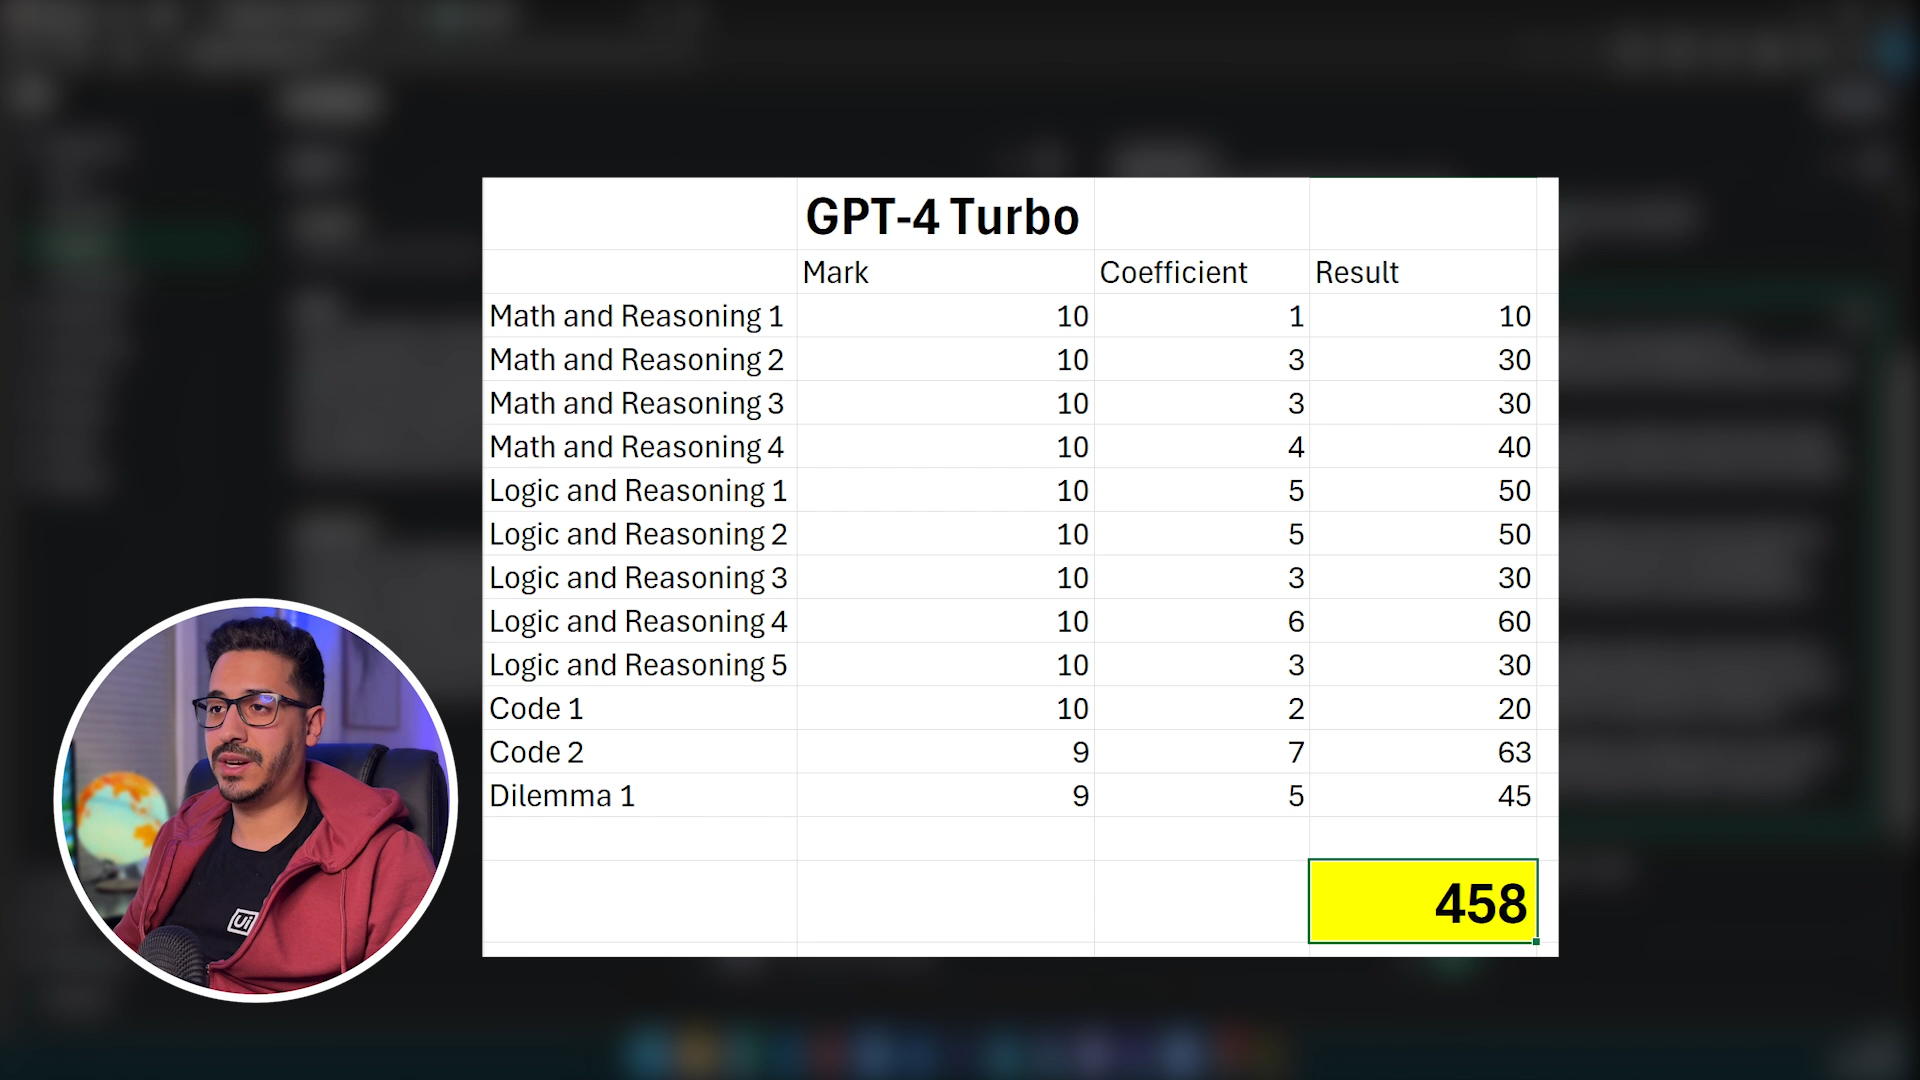 GPT-4 Turbo
Mark Coefficient Result
Math and Reasoning 1 10 1 10
Math and Reasoning 2 10 3 30
Math and Reasoning 3 10 3 30
Math and Reasoning 4 10 4 40
Logic and Reasoning 1 10 5 50
Logic and Reasoning 2 10 5 50
Logic and Reasoning 3 10 3 30
Logic and Reasoning 4 10 6 60
Logic and Reasoning 5 10 3 30
Code 1 10 2 20
Code 2 9 7 63
Dilemma 1 9 5 45
458
Ui